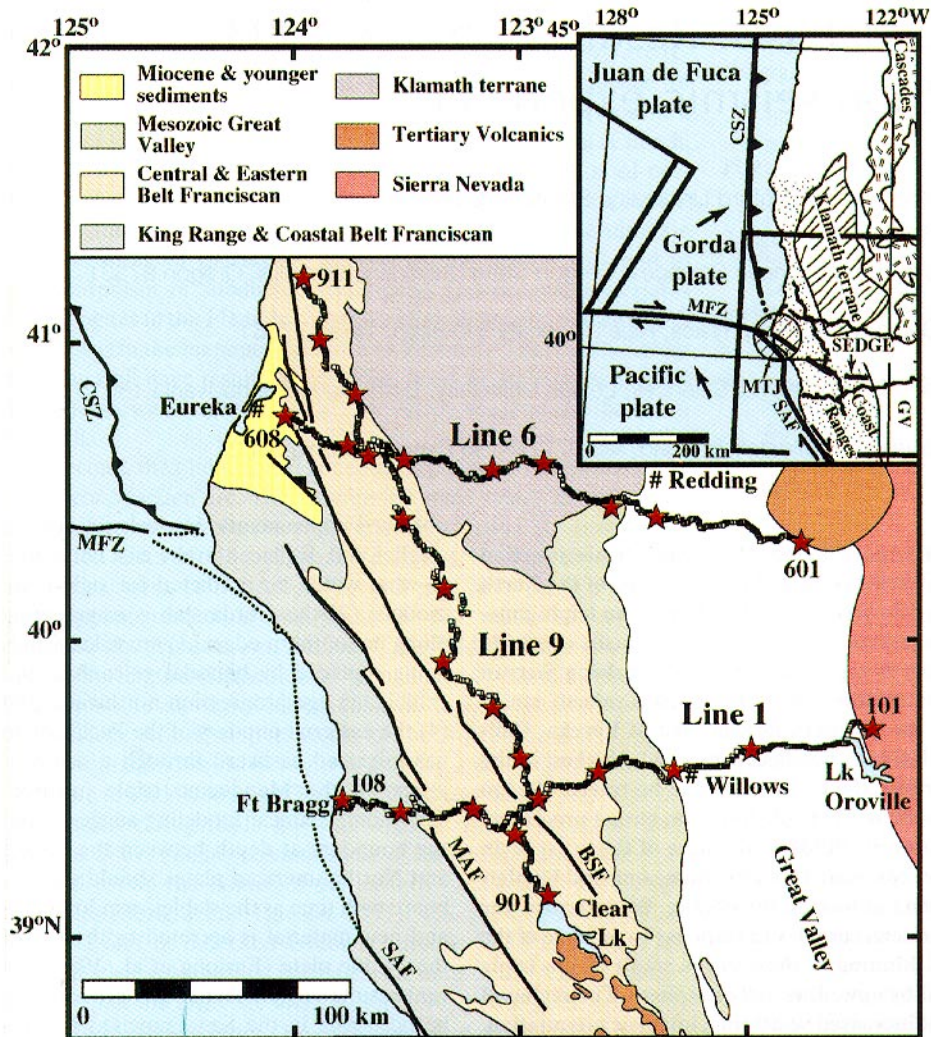 125°
124°
123°
45°
128°
125°
122°W
42°
41°
40°
39°
Miocene & younger
sediments
Mesozoic Great
Valley
Central & Eastern
Belt Franciscan
King Range & Coastal Belt Franciscan
Klamath terrane
Tertiary Volcanics
Sierra Nevada
Juan de Fuca
plate
CSZ
Cascades
Klamath terrane
Gorda
plate
MFZ
40°
SEDGE
Pacific
plate
MTJ
SAF
Coast
Ranges
GV
0
200 km
911
CSZ
Eureka #
608
Line 6
# Redding
MFZ
601
Line 9
Line 1
101
108
Ft Bragg #
# Willows
Lk
Oroville
MAF
BSF
901
Clear
Lk
Great Valley
SAF
0
100 km